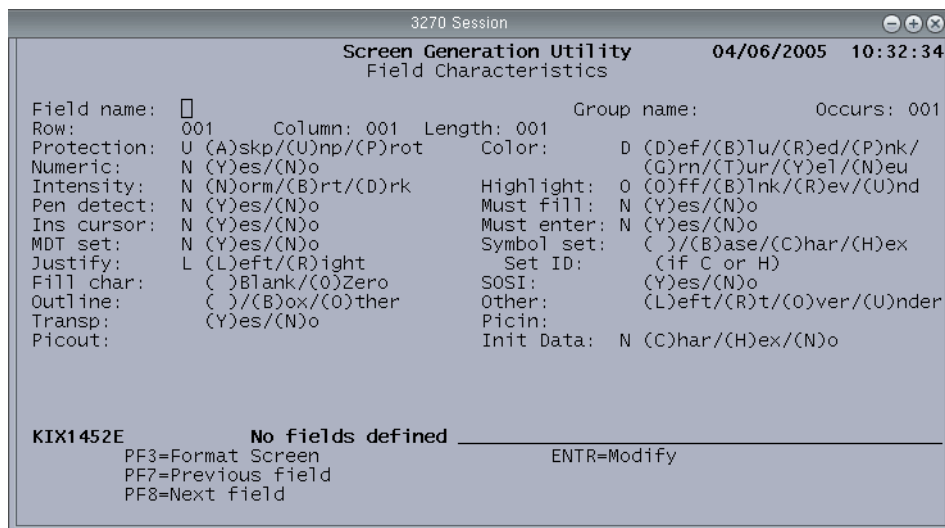 3270 Session
Screen Generation Utility 04/06/2005 10:32:34
Field Characteristics
Field name: Group name: Occurs: 001
Row: 001 Column: 001 Length: 001
Protection: U (A)skp/(U)np/(P)rot Color: D (D)ef/(B)lu/(R)ed/(P)nk/
Numeric: N (Y)es/(N)o (G)rn/(T)ur/(Y)el/(N)eu
Intensity: N (N)orm/(B)rt/(D)rk Highlight: O (O)ff/(B)lnk/(R)ev/(U)nd
Pen detect: N (Y)es/(N)o Must fill: N (Y)es/(N)o
Ins cursor: N (Y)es/(N)o Must enter: N (Y)es/(N)o
MDT set: N (Y)es/(N)o Symbol set: ( )/(B)ase/(C)har/(H)ex
Justify: L (L)eft/(R)ight Set ID: (if C or H)
Fill char: ( )Blank/(0)Zero SOSI: (Y)es/(N)o
Outline: ( )/(B)ox/(O)ther Other: (L)eft/(R)t/(O)ver/(U)nder
Transp: (Y)es/(N)o Picin:
Picout: Init Data: N (C)har/(H)ex/(N)o
KIX1452E No fields defined
PF3=Format Screen ENTR=Modify
PF7=Previous field
PF8=Next field